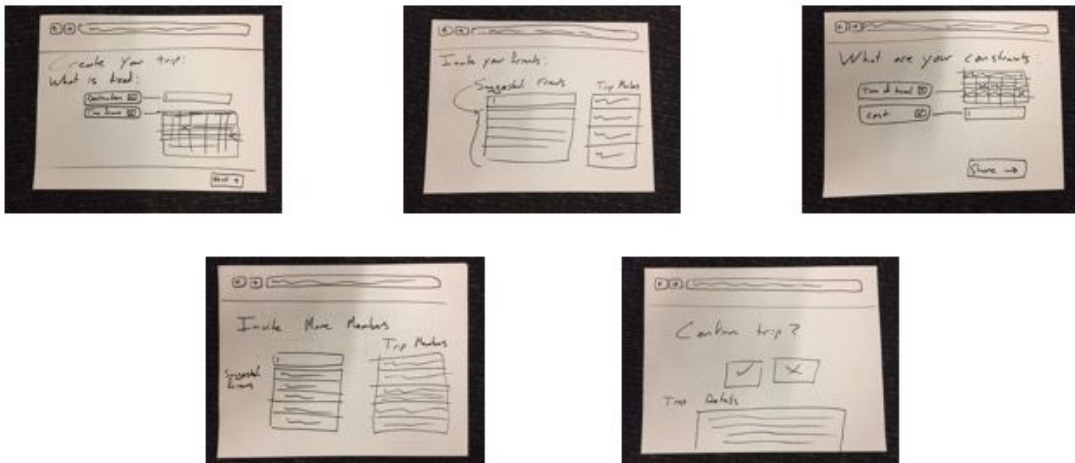 Create your trip:
What is fixed:
Destination
Time Frame
Next →
Invite your friends:
Suggested Friends
Trip Members
What are your constraints:
Time of travel
Cost
Share →
Invite More Members
Trip Members
Suggested
Friends
Confirm trip?
Trip Details